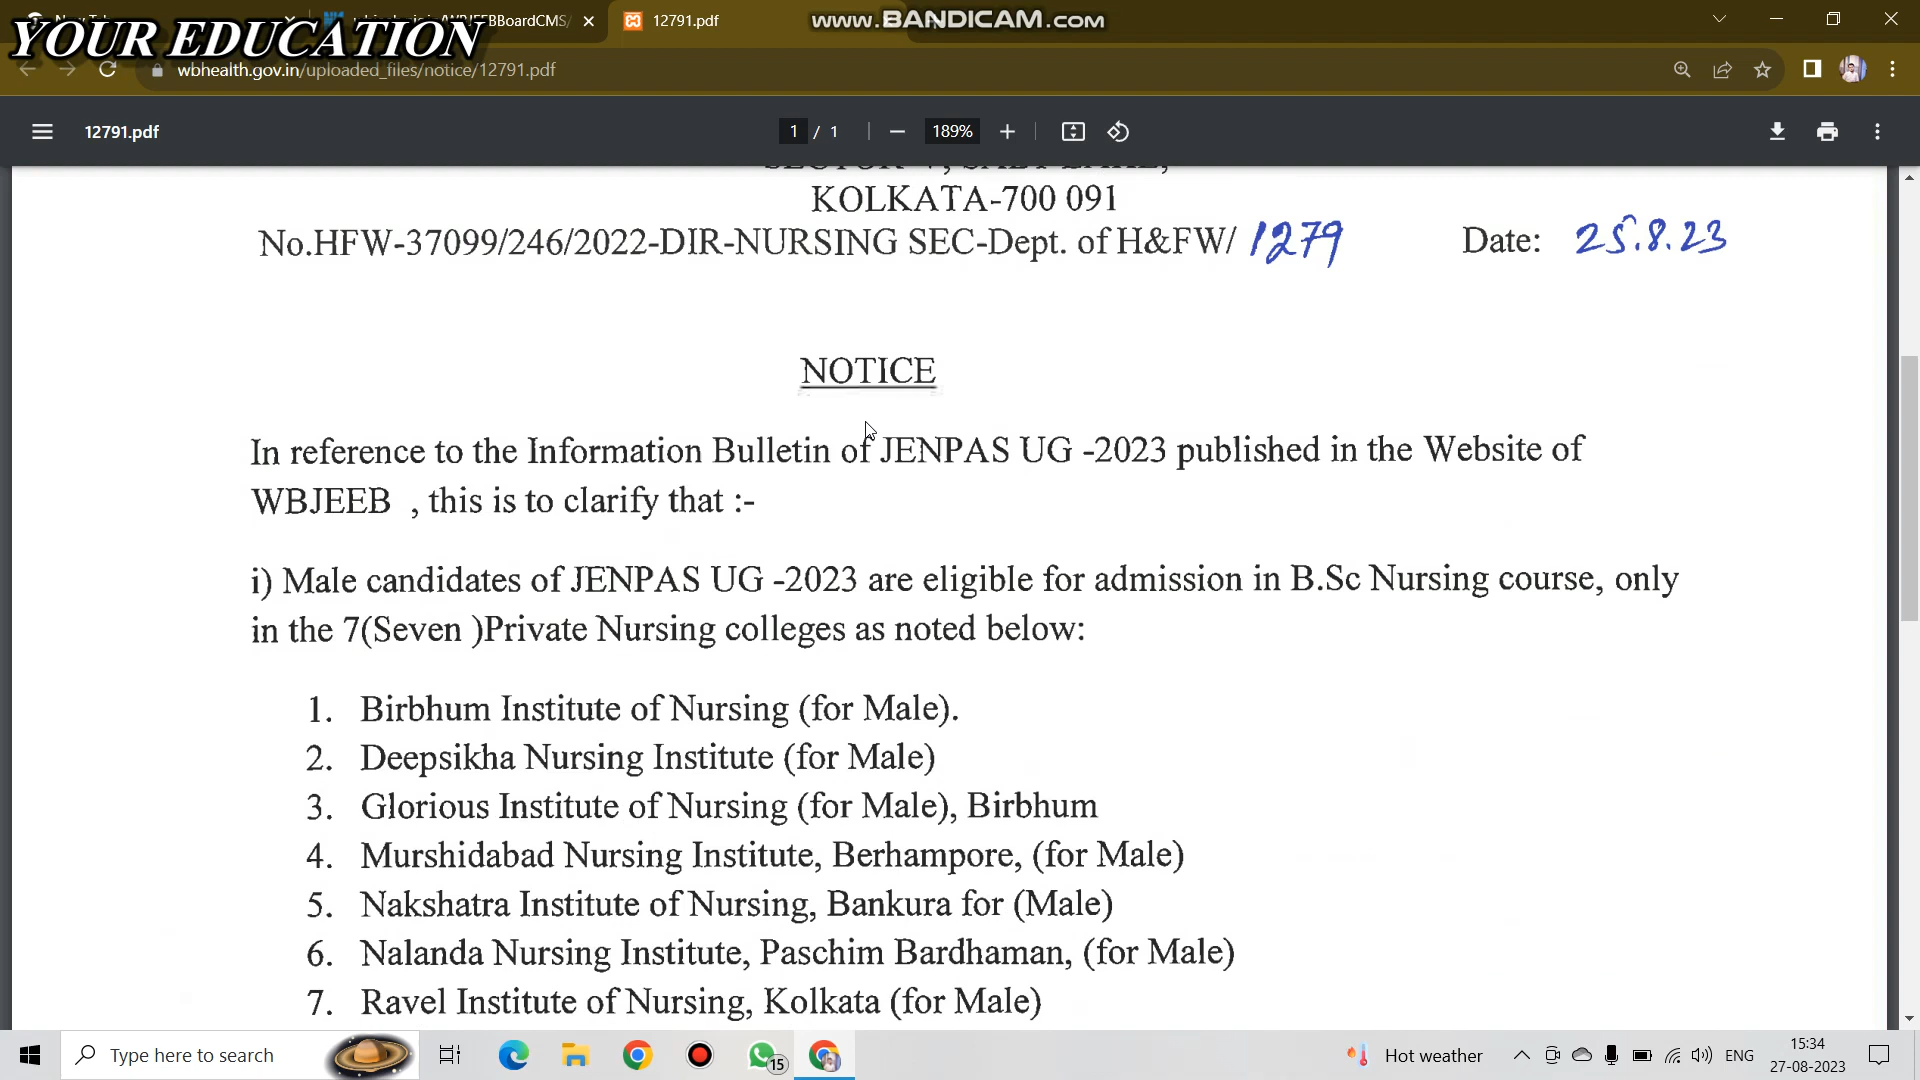 YOUR EDUCATION
www.BANDICAM.com
12791.pdf
wbhealth.gov.in/uploaded_files/notice/12791.pdf
12791.pdf
1 / 1
189%
KOLKATA-700 091
No.HFW-37099/246/2022-DIR-NURSING SEC-Dept. of H&FW/ 1279 Date: 25.8.23
NOTICE
In reference to the Information Bulletin of JENPAS UG -2023 published in the Website of
WBJEEB , this is to clarify that :-
i) Male candidates of JENPAS UG -2023 are eligible for admission in B.Sc Nursing course, only
in the 7(Seven )Private Nursing colleges as noted below:
1. Birbhum Institute of Nursing (for Male).
2. Deepsikha Nursing Institute (for Male)
3. Glorious Institute of Nursing (for Male), Birbhum
4. Murshidabad Nursing Institute, Berhampore, (for Male)
5. Nakshatra Institute of Nursing, Bankura for (Male)
6. Nalanda Nursing Institute, Paschim Bardhaman, (for Male)
7. Ravel Institute of Nursing, Kolkata (for Male)
Type here to search
15
Hot weather
ENG
15:34
27-08-2023